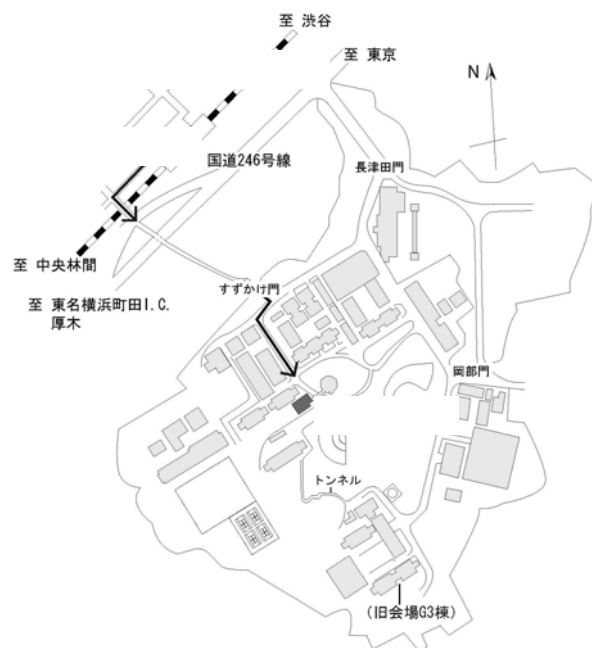 至 渋谷
至 東京
N
国道246号線
長津田門
至 中央林間
すずかけ門
至 東名横浜町田I.C.
厚木
岡部門
トンネル
(旧会場G3棟)